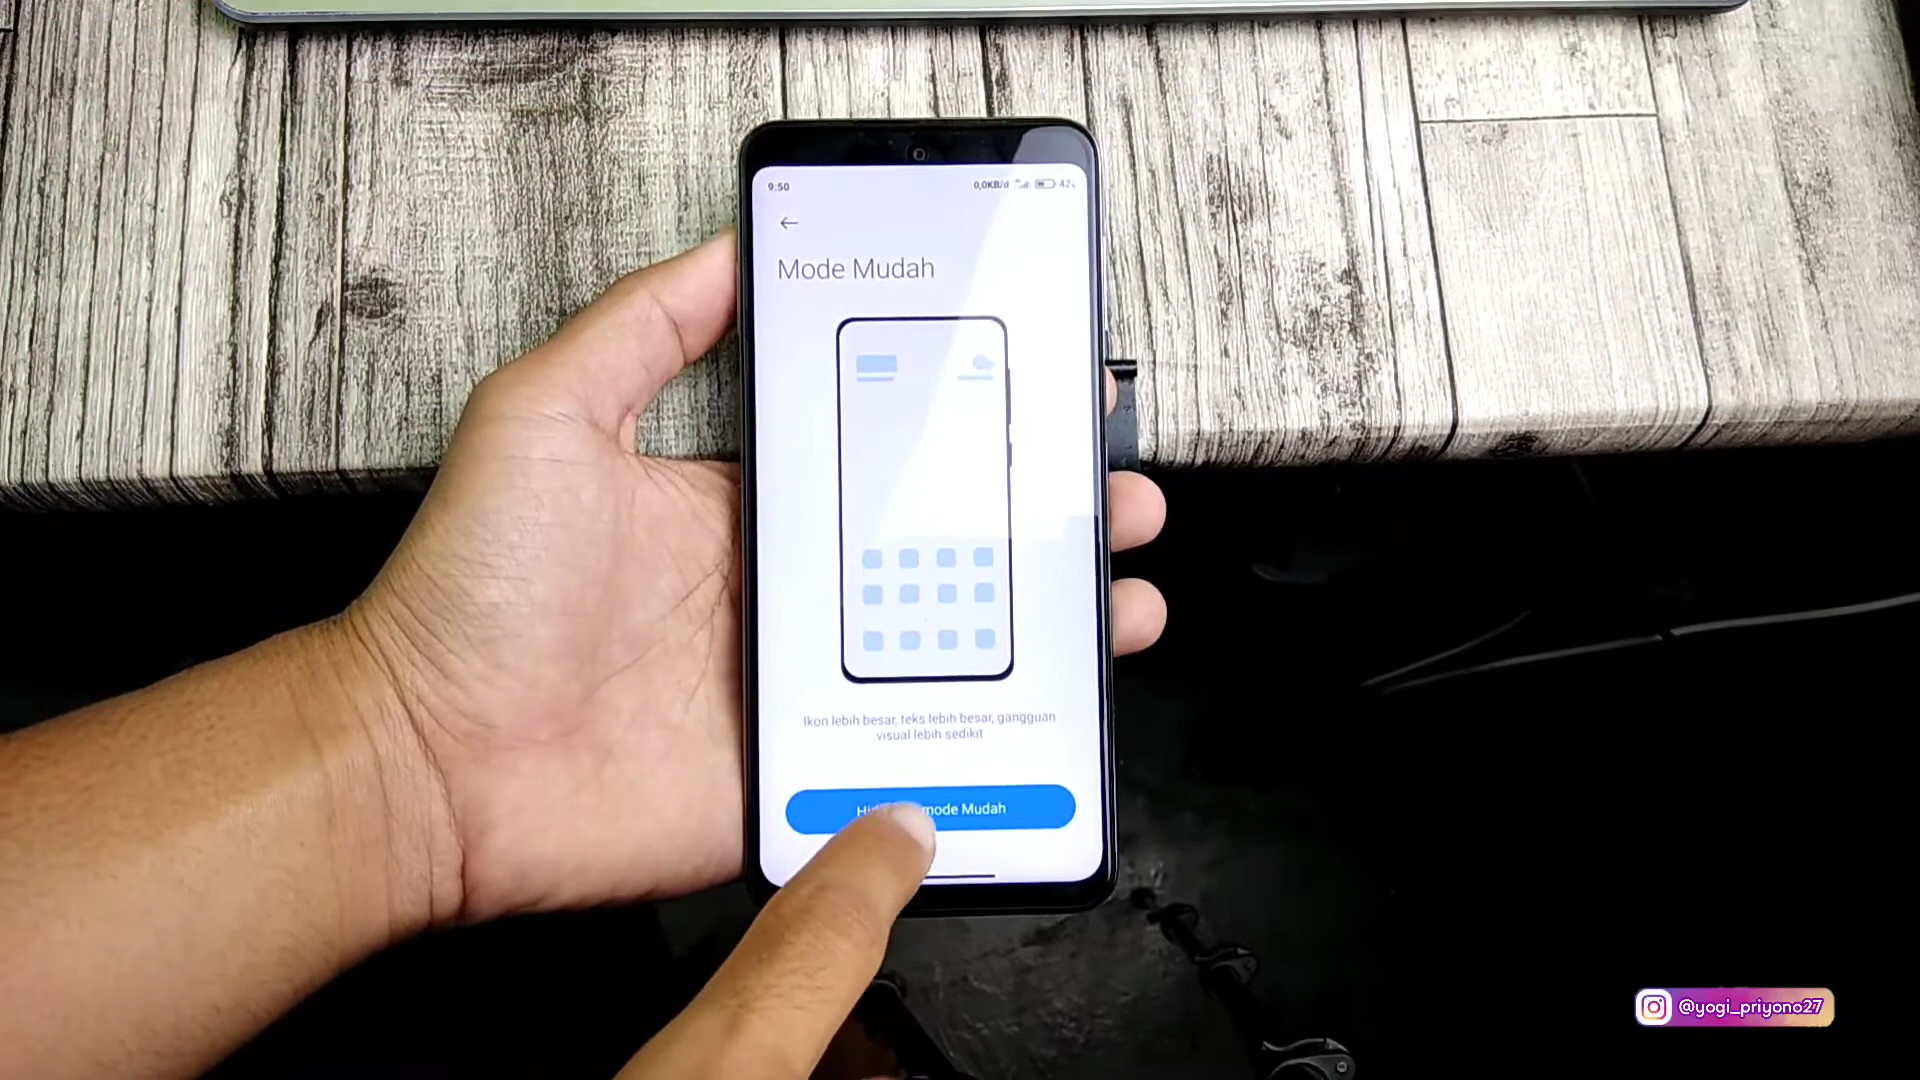 9:50
0,0KB/d
42
Mode Mudah
Ikon lebih besar, teks lebih besar, gangguan
visual lebih sedikit
mode Mudah
@yogi_priyono27